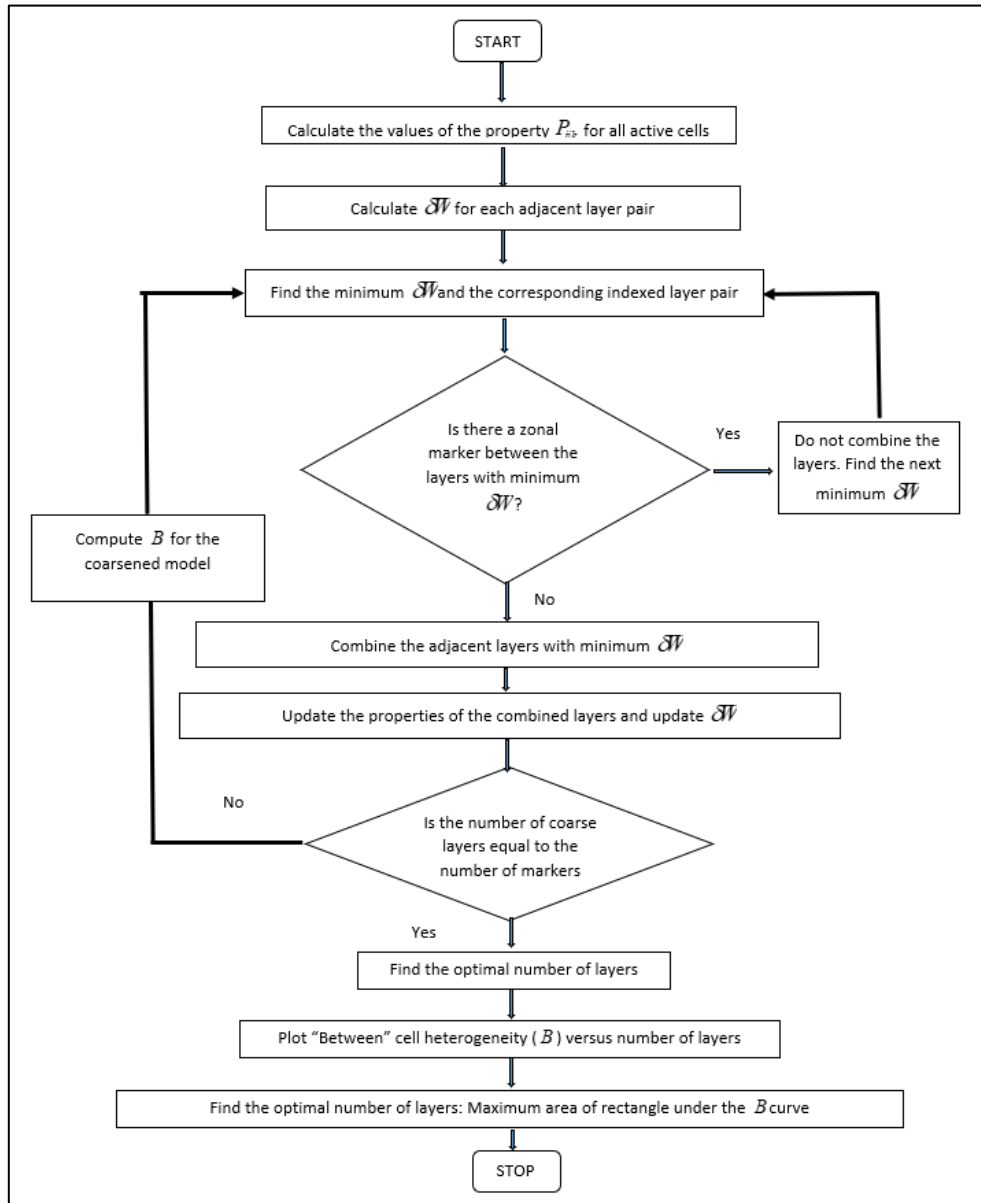 START
Calculate the values of the property P for all active cells
Calculate δW for each adjacent layer pair
Find the minimum δW and the corresponding indexed layer pair
Is there a zonal
marker between the
layers with minimum
δW?
Yes
Do not combine the
layers. Find the next
minimum δW
Compute B for the
coarsened model
No
Combine the adjacent layers with minimum δW
Update the properties of the combined layers and update δW
No
Is the number of coarse
layers equal to the
number of markers
Yes
Find the optimal number of layers
Plot “Between” cell heterogeneity (B) versus number of layers
Find the optimal number of layers: Maximum area of rectangle under the B curve
STOP